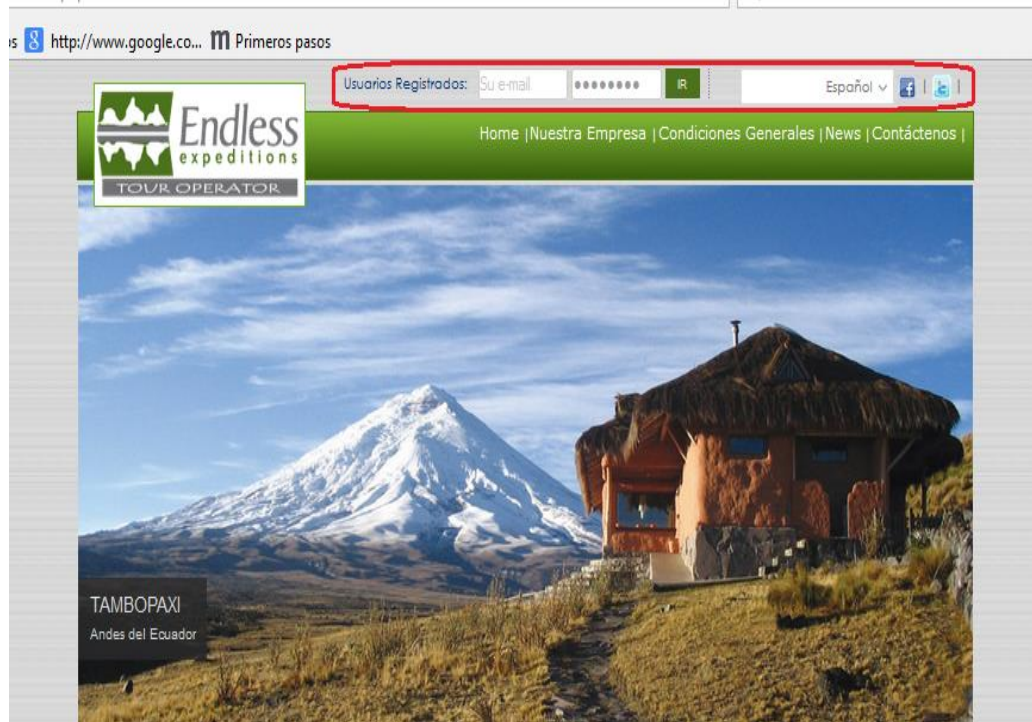 os http://www.google.co... m Primeros pasos
Usuarios Registrados: Su e-mail IR Español
Endless
expeditions
TOUR OPERATOR
Home |Nuestra Empresa |Condiciones Generales |News |Contáctenos |
TAMBOPAXI
Andes del Ecuador